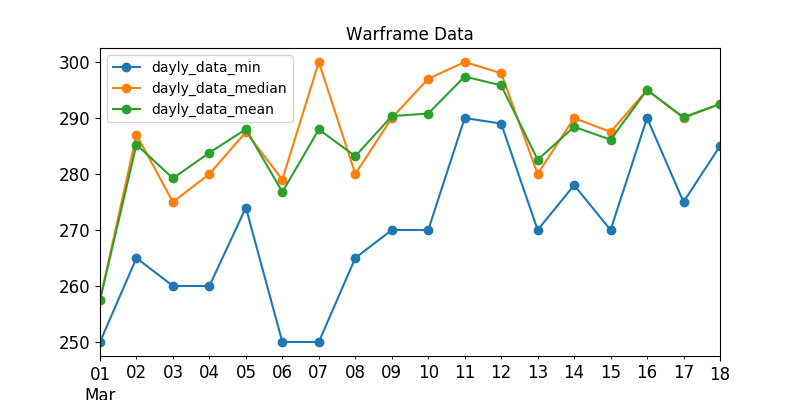 Warframe Data
dayly_data_min
dayly_data_median
dayly_data_mean
300
290
280
270
260
250
01 02 03 04 05 06 07 08 09 10 11 12 13 14 15 16 17 18
Mar